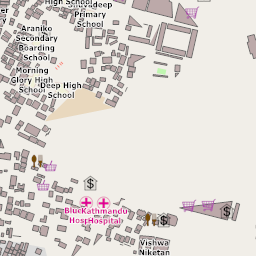 High School
deep
Primary
School
Araniko
Secondary
Boarding
School
Morning
Glory High
School
Deep High
School
Kathmandu
Hospital
Vishwa
Niketan